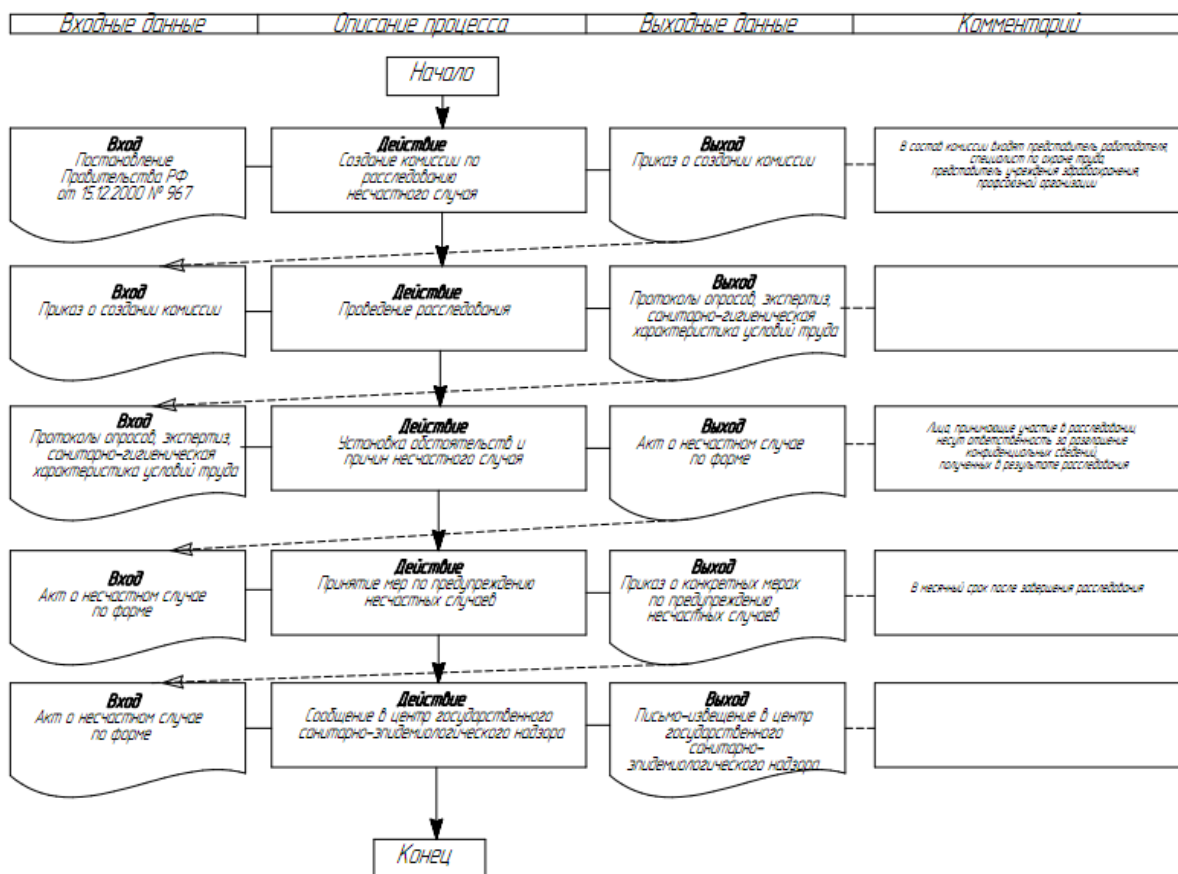 Входные данные
Описание процесса
Выходные данные
Комментарий
Начало
Вход
Постановление
Правительства РФ
от 15.12.2000 № 967
Действие
Создание комиссии по
расследованию
несчастного случая
Выход
Приказ о создании комиссии
В состав комиссии входят представитель работодателя,
специалист по охране труда,
представитель учреждения здравоохранения,
профсоюзной организации
Вход
Приказ о создании комиссии
Действие
Проведение расследования
Выход
Протоколы опросов, экспертиз,
санитарно-гигиеническая
характеристика условий труда
Вход
Протоколы опросов, экспертиз,
санитарно-гигиеническая
характеристика условий труда
Действие
Установка обстоятельств и
причин несчастного случая
Выход
Акт о несчастном случае
по форме
Лица, принимающие участие в расследовании,
несут ответственность за разглашение
конфиденциальных сведений,
полученных в результате расследования
Вход
Акт о несчастном случае
по форме
Действие
Принятие мер по предупреждению
несчастных случаев
Выход
Приказ о конкретных мерах
по предупреждению
несчастных случаев
В месячный срок после завершения расследования
Вход
Акт о несчастном случае
по форме
Действие
Сообщение в центр государственного
санитарно-эпидемиологического надзора
Выход
Письмо-извещение в центр
государственного
санитарно-
эпидемиологического надзора
Конец